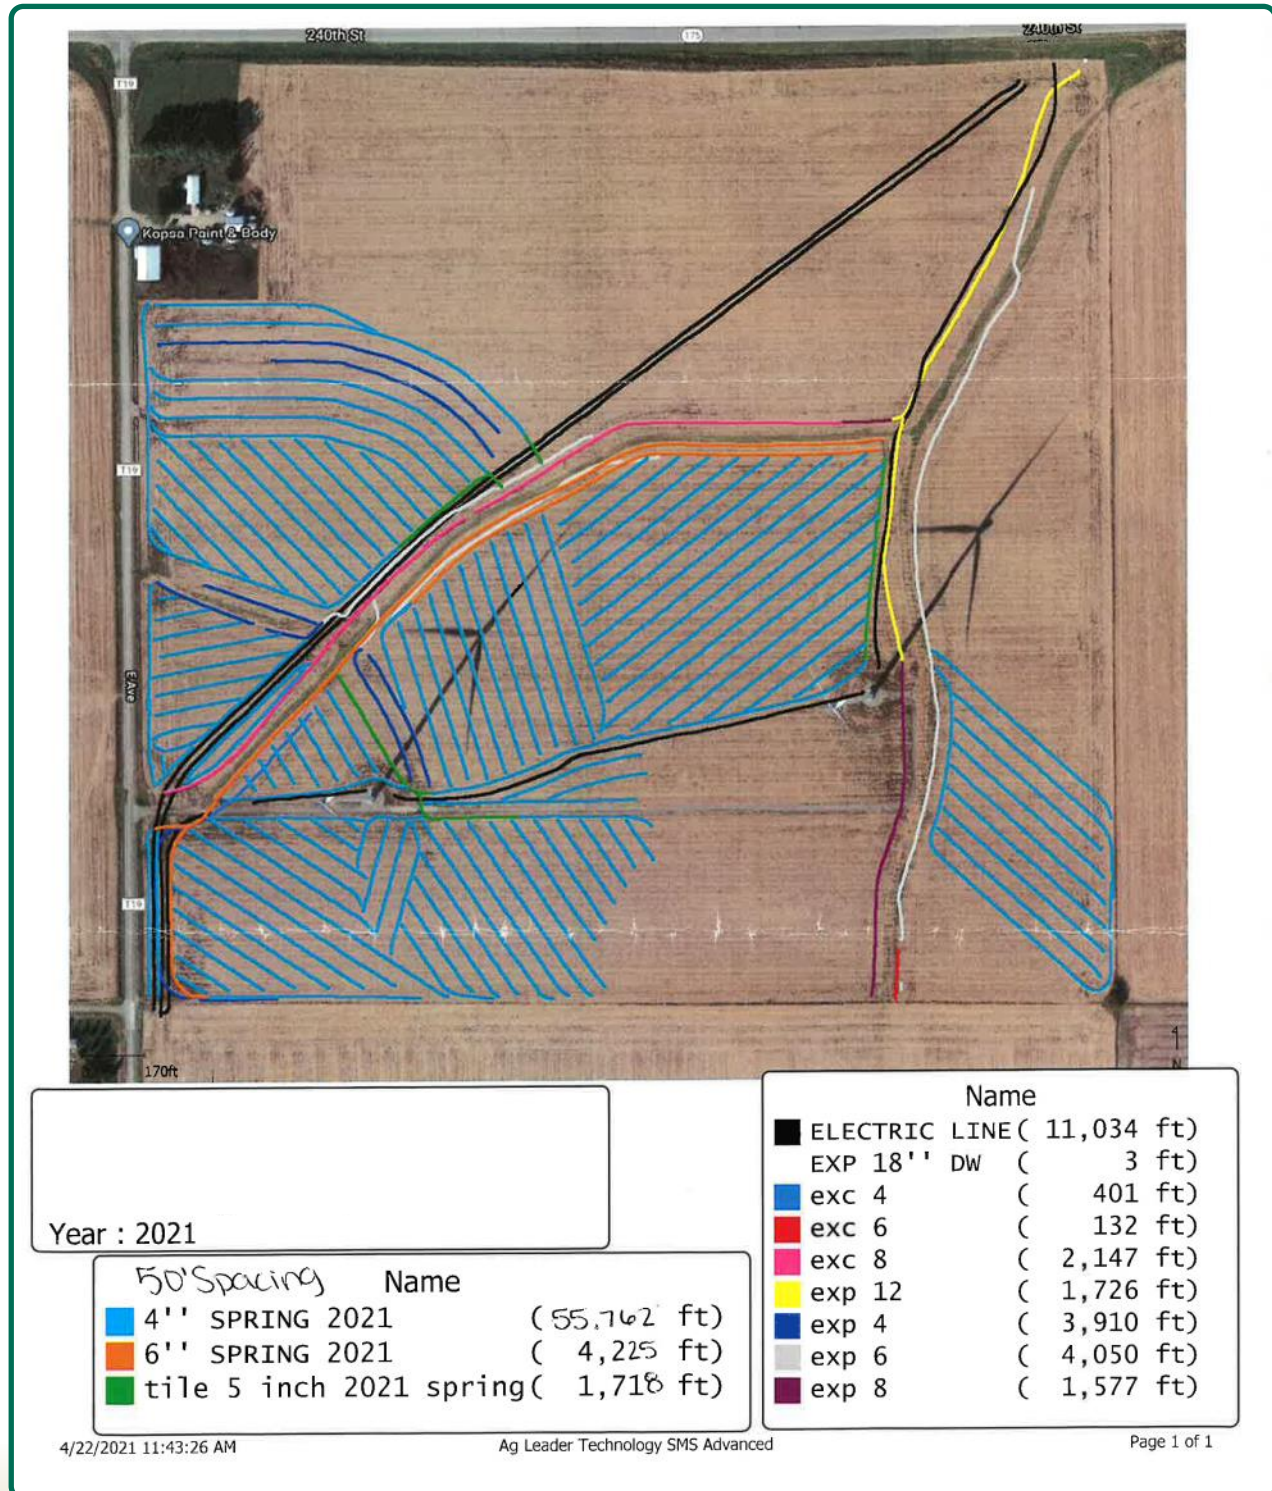 240th St
175
240th St
T19
Kopsa Paint & Body
T19
E Ave
T19
170ft
N
Year : 2021
50' Spacing Name
4'' SPRING 2021 (55,762 ft)
6'' SPRING 2021 ( 4,225 ft)
tile 5 inch 2021 spring( 1,718 ft)
Name
ELECTRIC LINE( 11,034 ft)
EXP 18'' DW ( 3 ft)
exc 4 ( 401 ft)
exc 6 ( 132 ft)
exc 8 ( 2,147 ft)
exp 12 ( 1,726 ft)
exp 4 ( 3,910 ft)
exp 6 ( 4,050 ft)
exp 8 ( 1,577 ft)
4/22/2021 11:43:26 AM
Ag Leader Technology SMS Advanced
Page 1 of 1